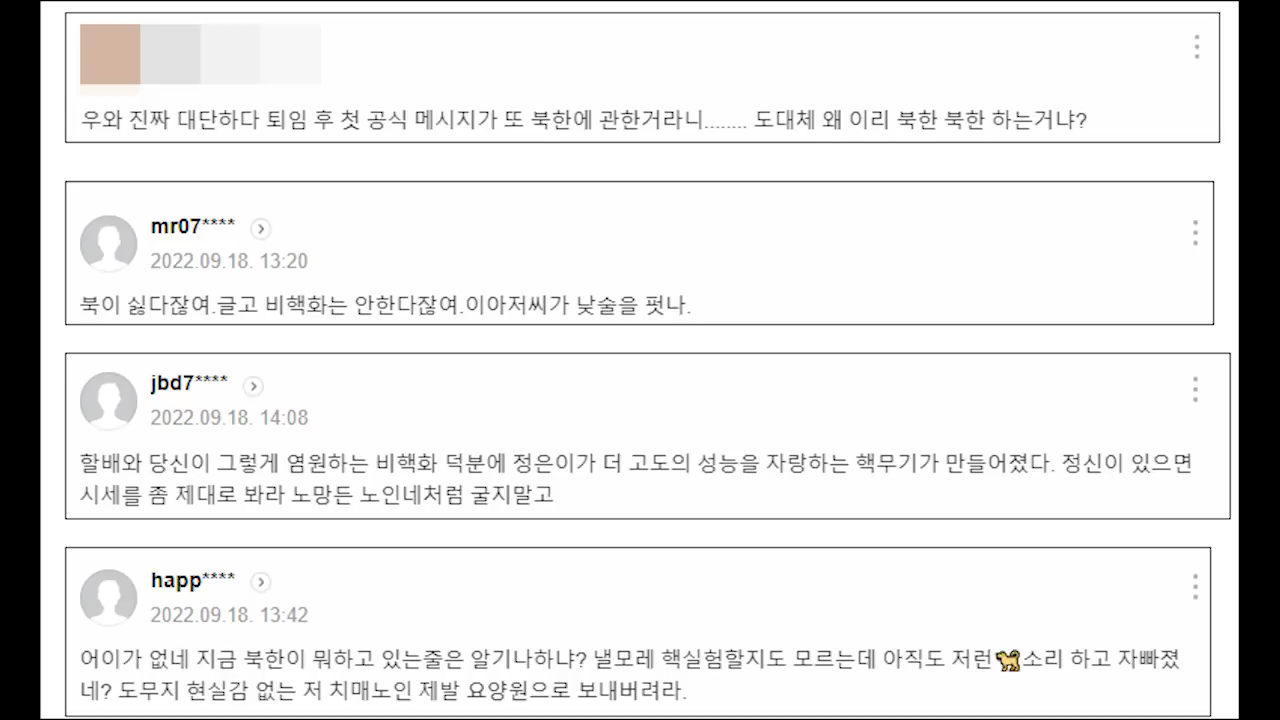 우와 진짜 대단하다 퇴임 후 첫 공식 메시지가 또 북한에 관한거라니........ 도대체 왜 이리 북한 북한 하는거냐?
mr07****
2022.09.18. 13:20
북이 싫다잖여.글고 비핵화는 안한다잖여.이아저씨가 낮술을 펏나.
jbd7****
2022.09.18. 14:08
할배와 당신이 그렇게 염원하는 비핵화 덕분에 정은이가 더 고도의 성능을 자랑하는 핵무기가 만들어졌다. 정신이 있으면
시세를 좀 제대로 봐라 노망든 노인네처럼 굴지말고
happ****
2022.09.18. 13:42
어이가 없네 지금 북한이 뭐하고 있는줄은 알기나하냐? 낼모레 핵실험할지도 모르는데 아직도 저런🐕소리 하고 자빠졌
네? 도무지 현실감 없는 저 치매노인 제발 요양원으로 보내버려라.